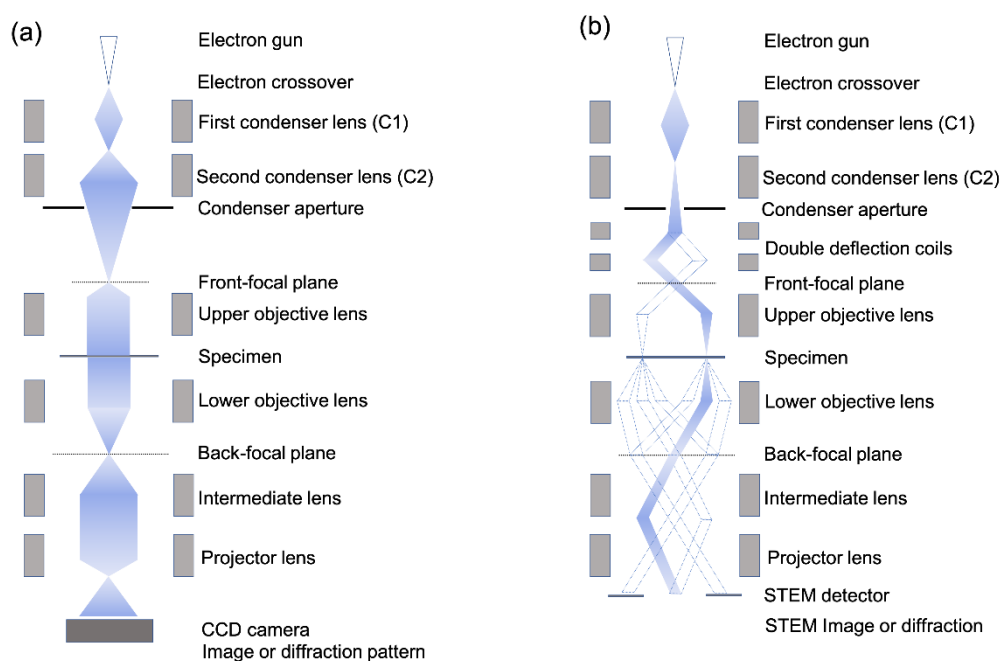 (a)
Electron gun
Electron crossover
First condenser lens (C1)
Second condenser lens (C2)
Condenser aperture
Front-focal plane
Upper objective lens
Specimen
Lower objective lens
Back-focal plane
Intermediate lens
Projector lens
CCD camera
Image or diffraction pattern
(b)
Electron gun
Electron crossover
First condenser lens (C1)
Second condenser lens (C2)
Condenser aperture
Double deflection coils
Front-focal plane
Upper objective lens
Specimen
Lower objective lens
Back-focal plane
Intermediate lens
Projector lens
STEM detector
STEM Image or diffraction